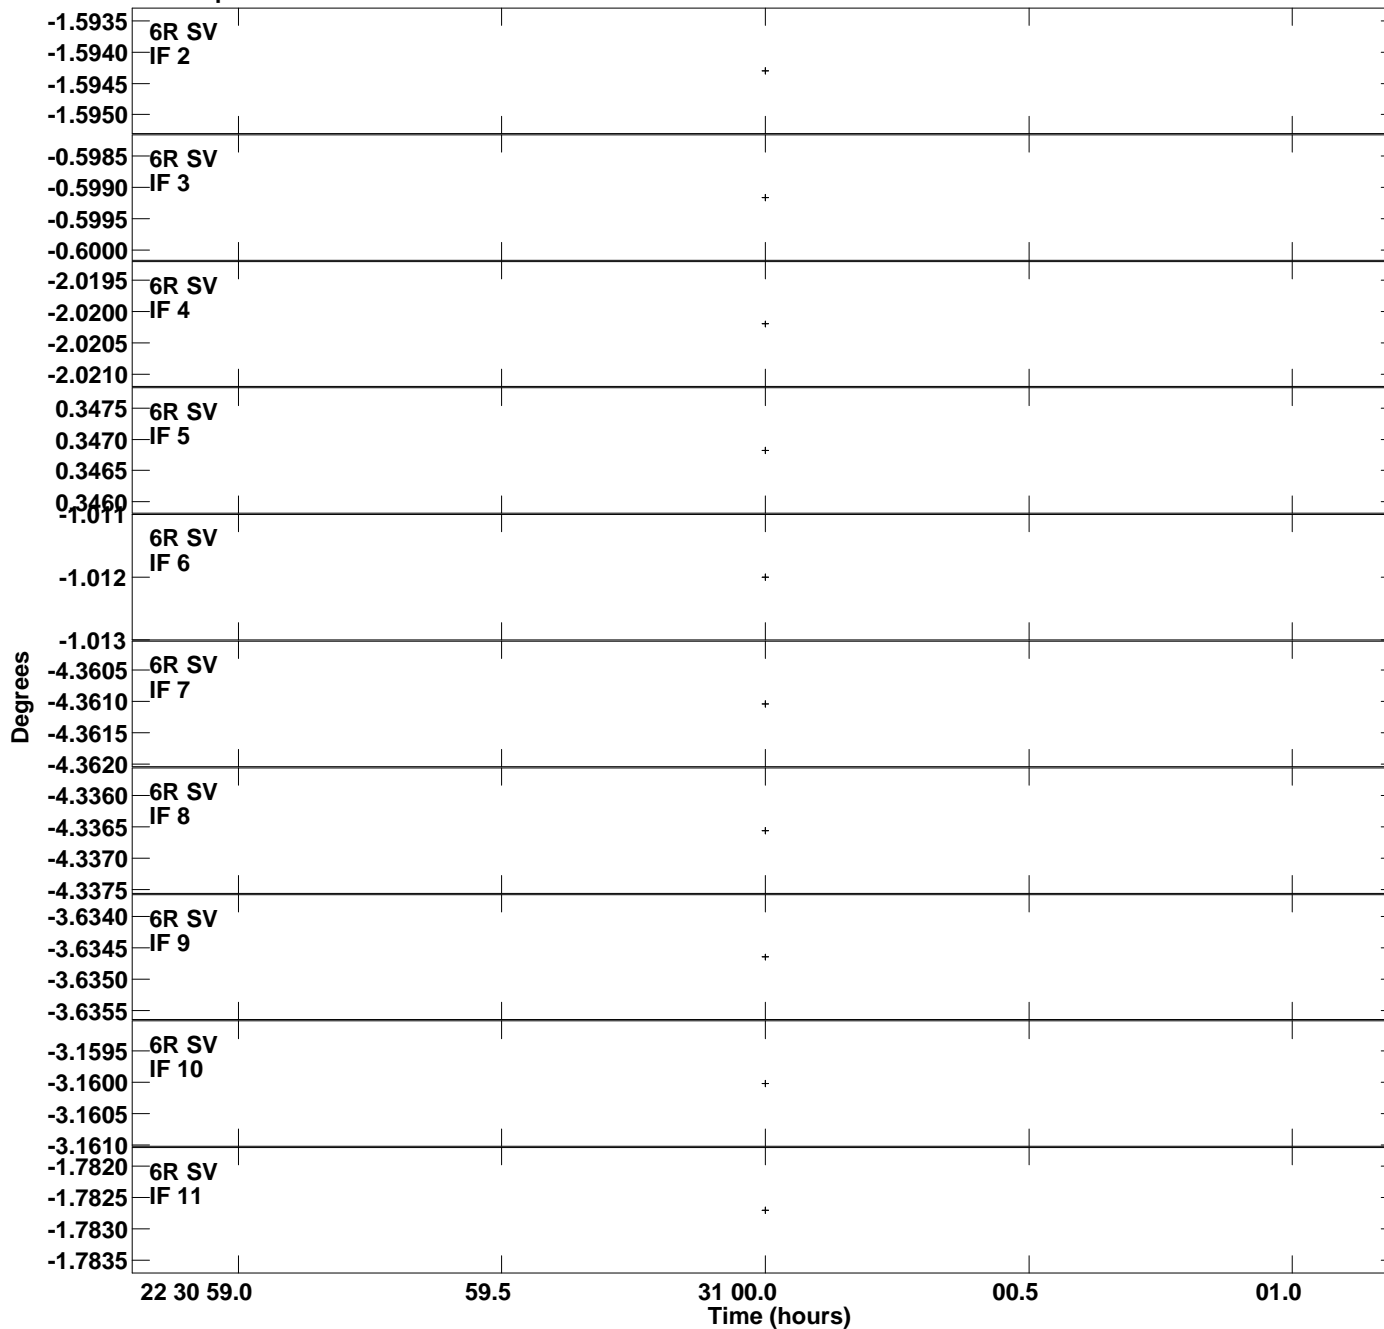 -1.5935
6R SV
-1.5940
IF 2
-1.5945
-1.5950
-0.5985
6R SV
-0.5990
IF 3
-0.5995
-0.6000
-2.0195
6R SV
-2.0200
IF 4
-2.0205
-2.0210
0.3475
6R SV
0.3470
IF 5
0.3465
0.3460
-1.011
6R SV
IF 6
-1.012
-1.013
-4.3605
6R SV
-4.3610
IF 7
-4.3615
-4.3620
-4.3360
6R SV
-4.3365
IF 8
-4.3370
-4.3375
-3.6340
6R SV
-3.6345
IF 9
-3.6350
-3.6355
-3.1595
6R SV
-3.1600
IF 10
-3.1605
-3.1610
-1.7820
6R SV
-1.7825
IF 11
-1.7830
-1.7835
Degrees
22 30 59.0 59.5 31 00.0 00.5 01.0
Time (hours)